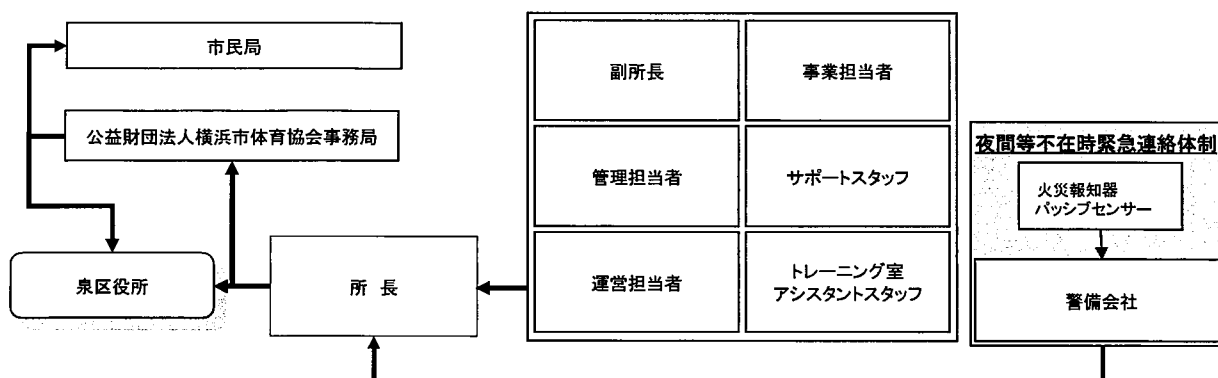 市民局
公益財団法人横浜市体育協会事務局
泉区役所
所 長
副所長
事業担当者
管理担当者
サポートスタッフ
運営担当者
トレーニング室
アシスタントスタッフ
夜間等不在時緊急連絡体制
火災報知器
パッシブセンサー
警備会社